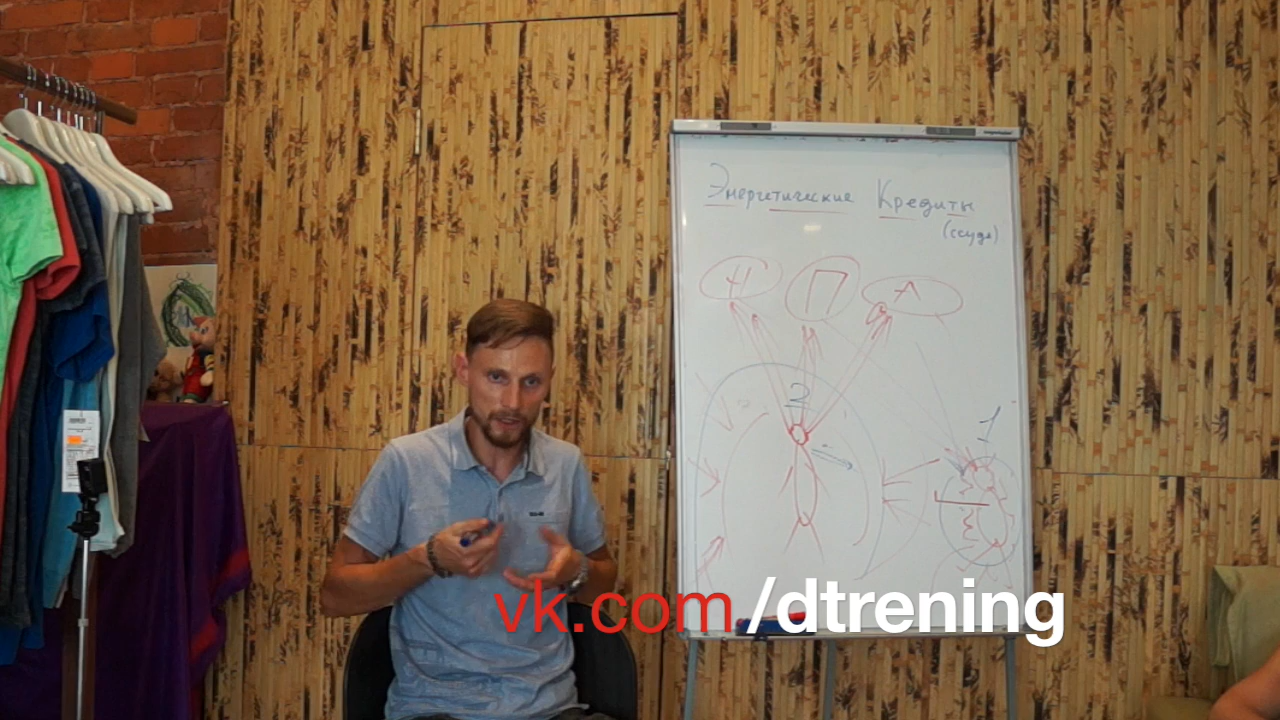 Энергетические Кредиты
(ссуда)
Ч П А
2
1
vk.com/dtrening